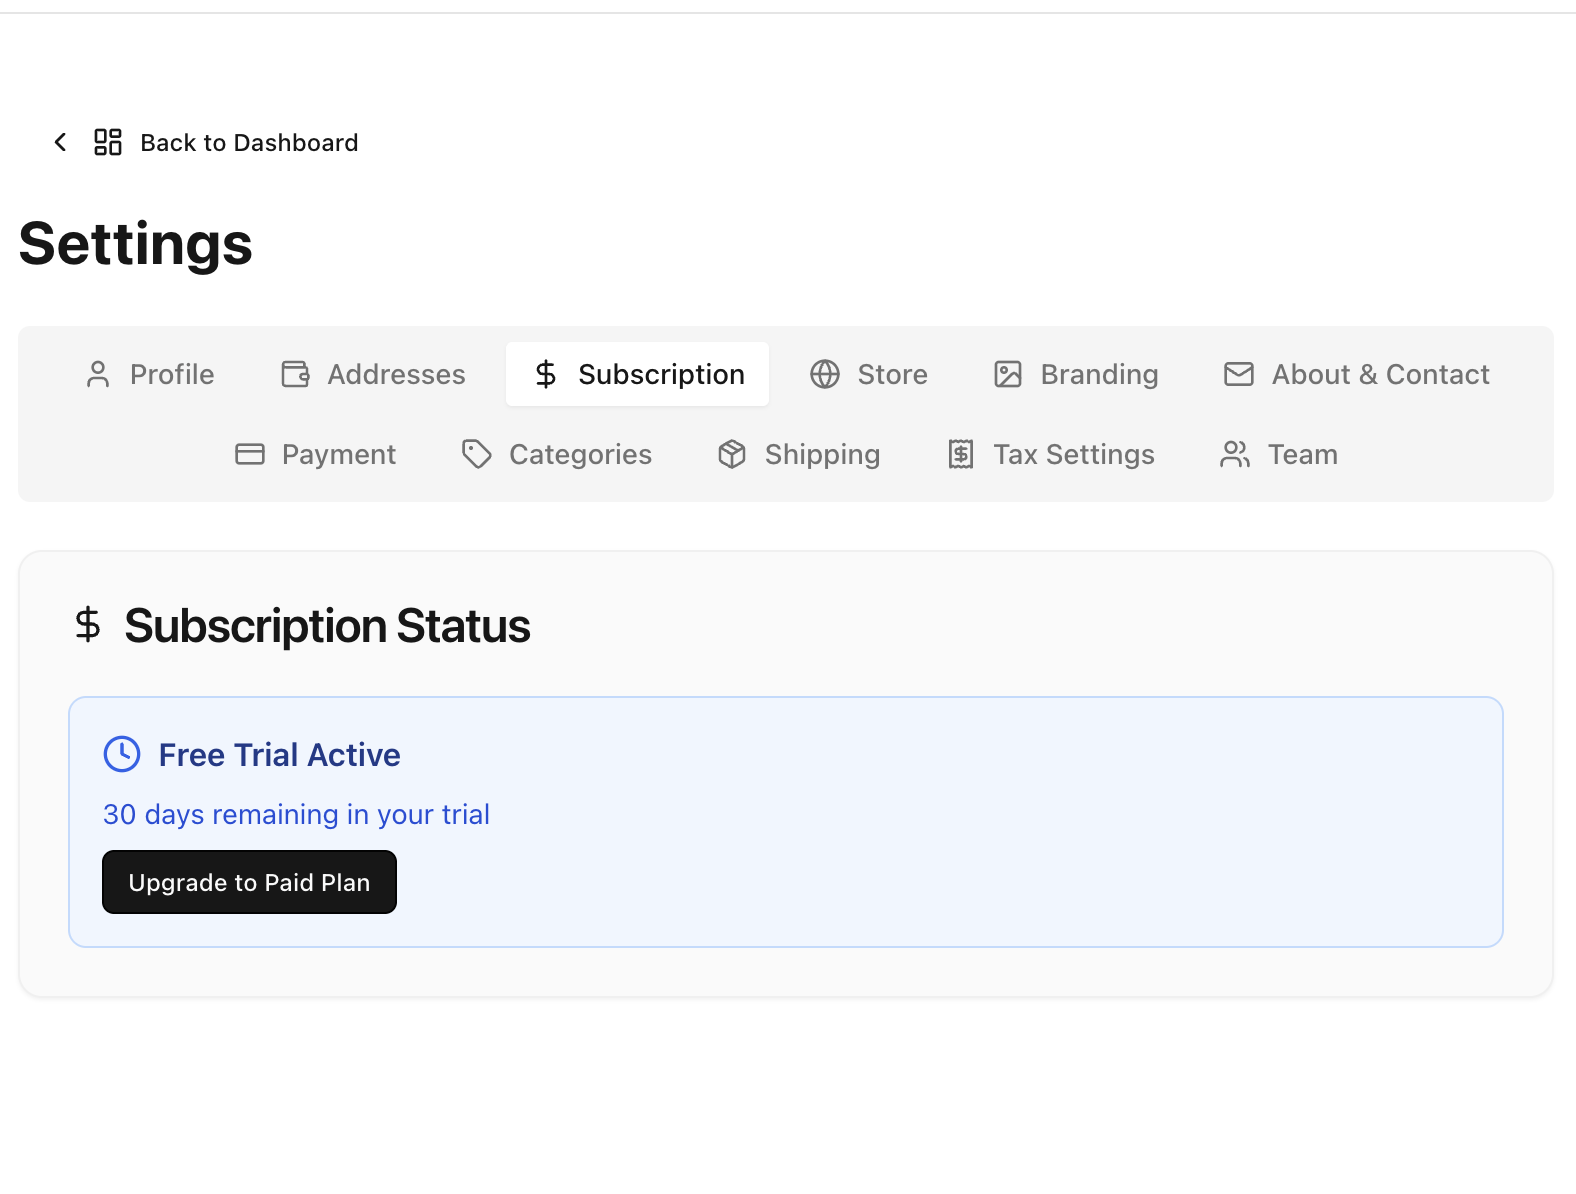 Back to Dashboard
Settings
Profile Addresses Subscription Store Branding About & Contact
Payment Categories Shipping Tax Settings Team
Subscription Status
Free Trial Active
30 days remaining in your trial
Upgrade to Paid Plan